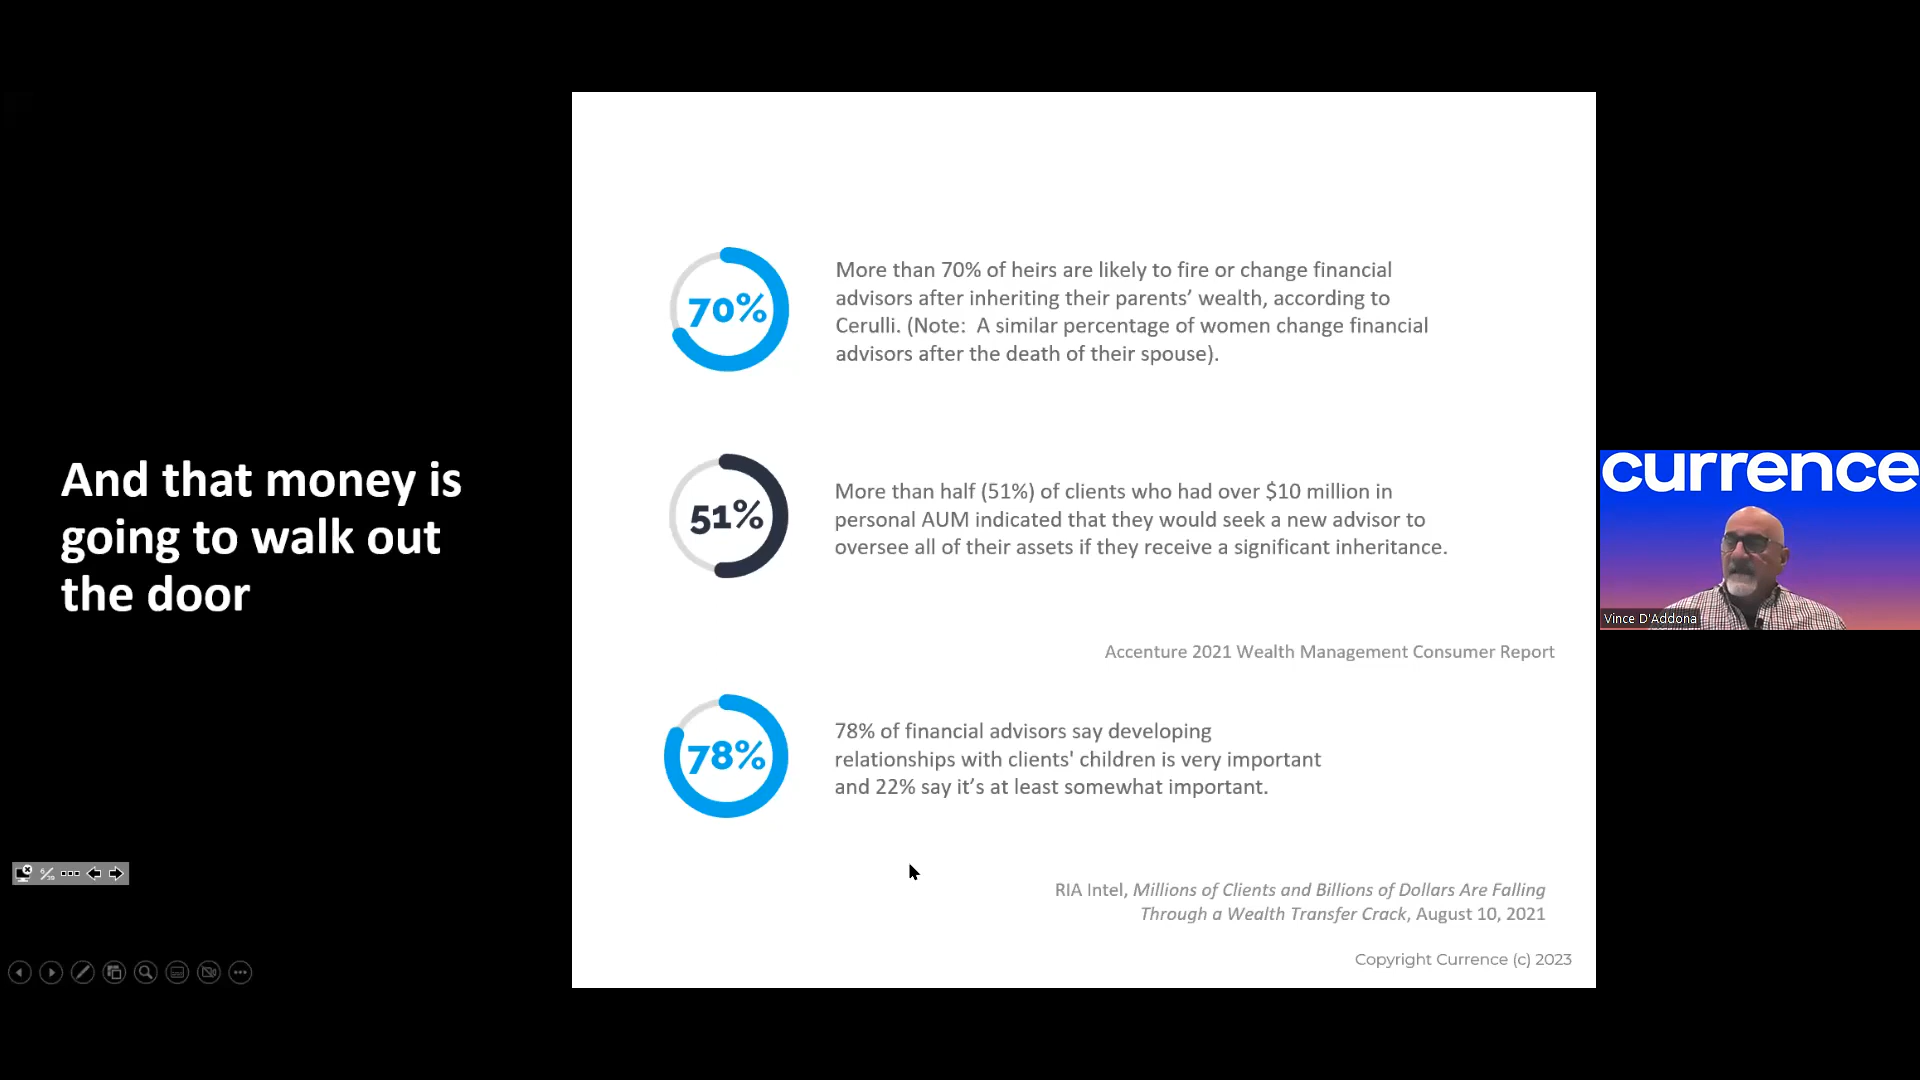 And that money is
going to walk out
the door
70%
More than 70% of heirs are likely to fire or change financial
advisors after inheriting their parents’ wealth, according to
Cerulli. (Note:  A similar percentage of women change financial
advisors after the death of their spouse).
51%
More than half (51%) of clients who had over $10 million in
personal AUM indicated that they would seek a new advisor to
oversee all of their assets if they receive a significant inheritance.
Accenture 2021 Wealth Management Consumer Report
78%
78% of financial advisors say developing
relationships with clients' children is very important
and 22% say it’s at least somewhat important.
RIA Intel, Millions of Clients and Billions of Dollars Are Falling
Through a Wealth Transfer Crack, August 10, 2021
Copyright Currence (c) 2023
currence
Vince D'Addona